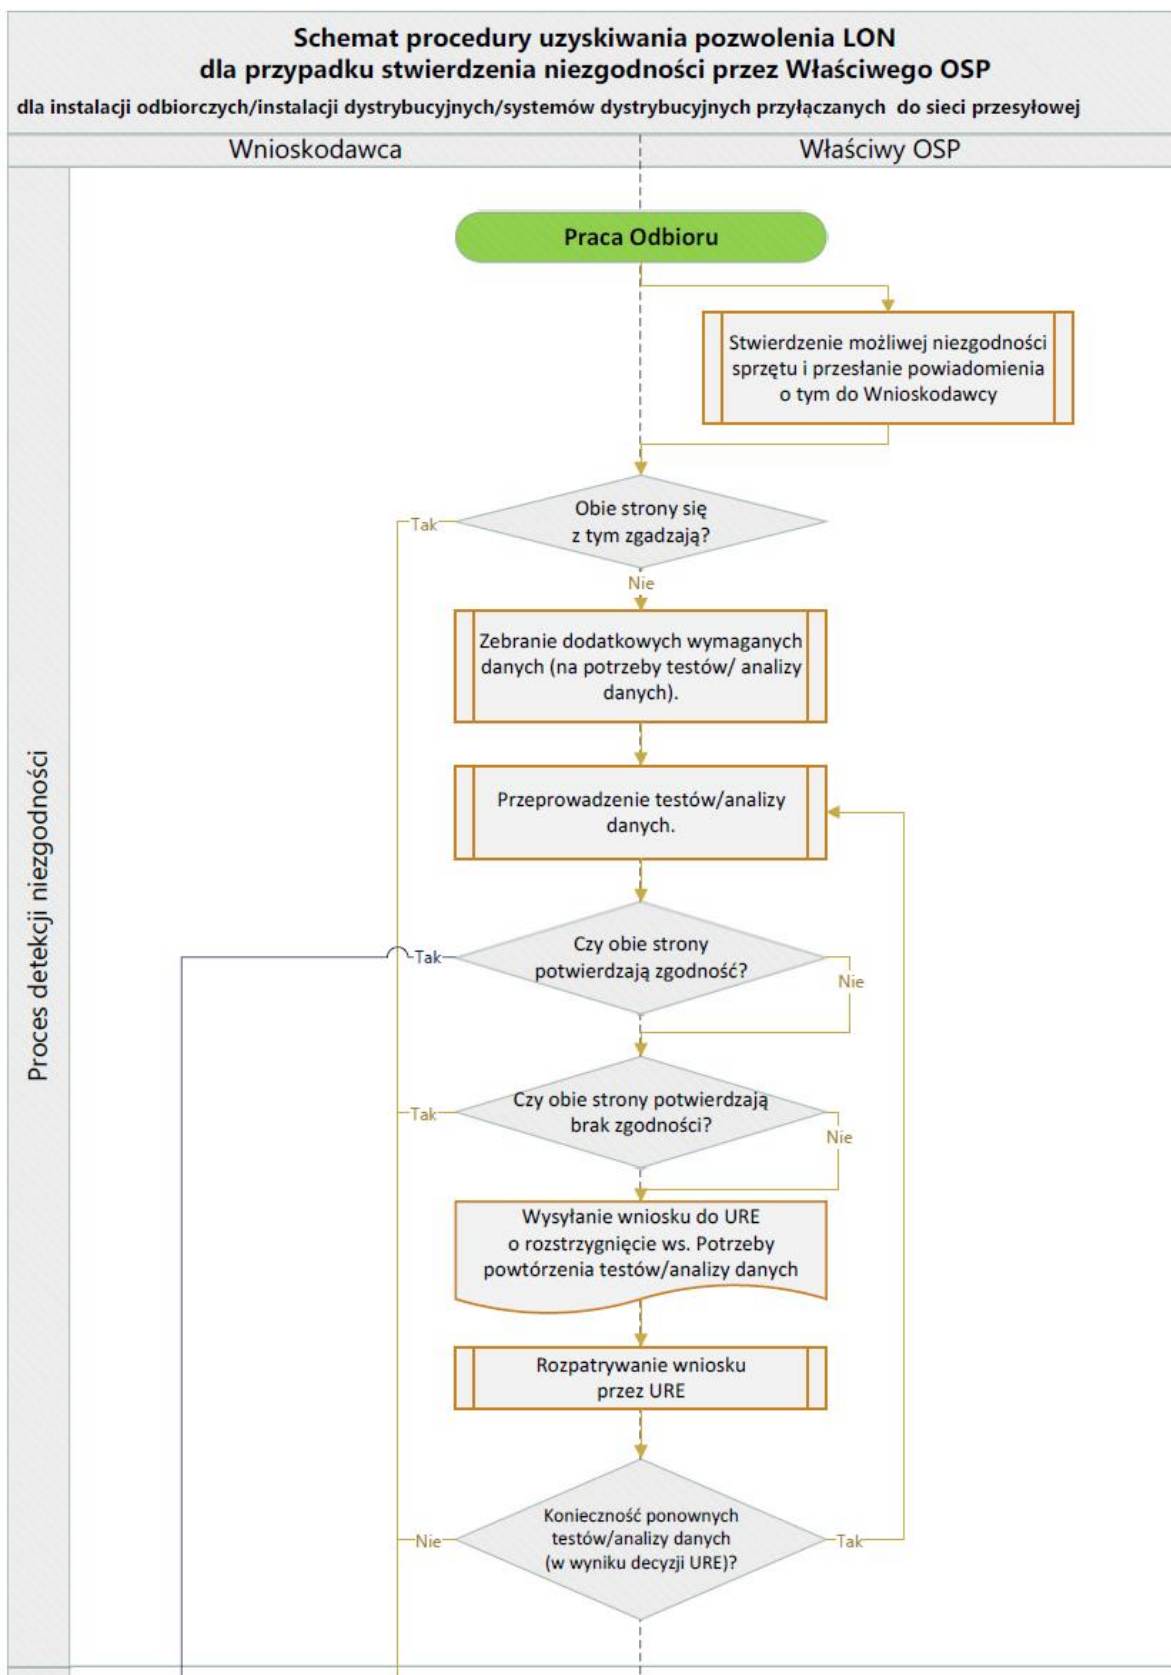 Schemat procedury uzyskiwania pozwolenia LON
dla przypadku stwierdzenia niezgodności przez Właściwego OSP
dla instalacji odbiorczych/instalacji dystrybucyjnych/systemów dystrybucyjnych przyłączanych do sieci przesyłowej
Wnioskodawca
Właściwy OSP
Proces detekcji niezgodności
Praca Odbioru
Stwierdzenie możliwej niezgodności
sprzętu i przesłanie powiadomienia
o tym do Wnioskodawcy
Obie strony się
z tym zgadzają?
Tak
Nie
Zebranie dodatkowych wymaganych
danych (na potrzeby testów/ analizy
danych).
Przeprowadzenie testów/analizy
danych.
Czy obie strony
potwierdzają zgodność?
Tak
Nie
Czy obie strony potwierdzają
brak zgodności?
Tak
Nie
Wysyłanie wniosku do URE
o rozstrzygnięcie ws. Potrzeby
powtórzenia testów/analizy danych
Rozpatrywanie wniosku
przez URE
Konieczność ponownych
testów/analizy danych
(w wyniku decyzji URE)?
Nie
Tak